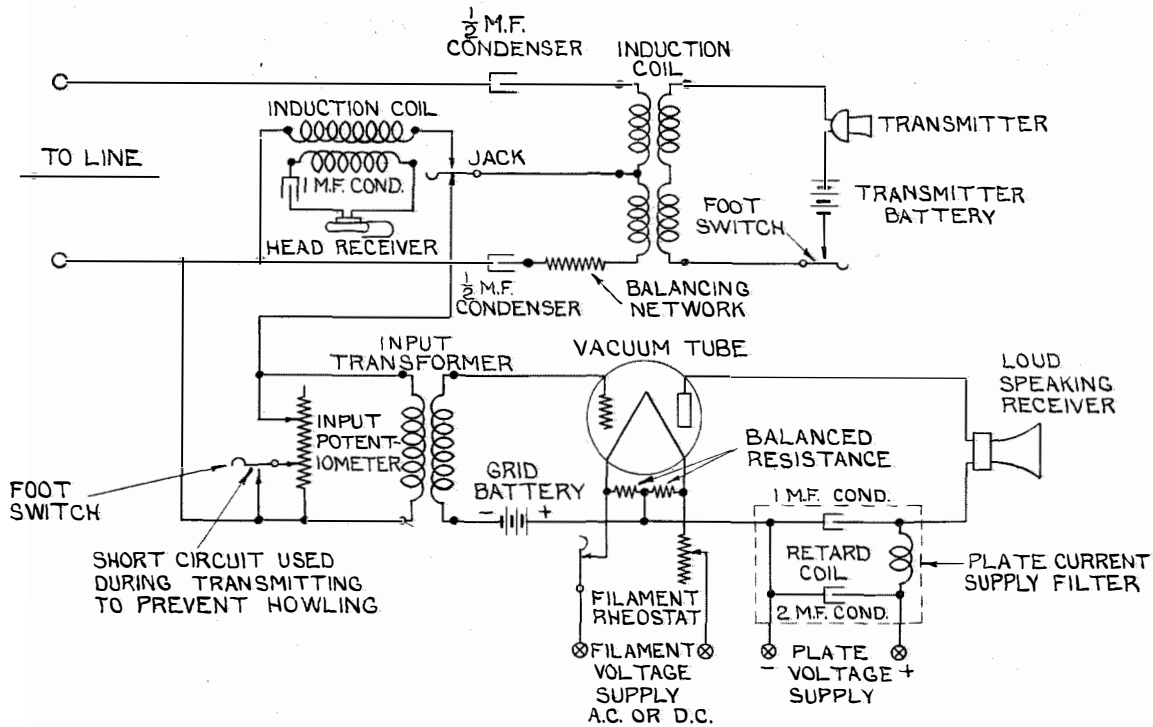 ½ M.F.
CONDENSER
INDUCTION
COIL
INDUCTION COIL
TRANSMITTER
TO LINE
JACK
1 M.F. COND.
TRANSMITTER
BATTERY
FOOT
SWITCH
HEAD RECEIVER
½ M.F.
CONDENSER
BALANCING
NETWORK
INPUT
TRANSFORMER
VACUUM TUBE
LOUD
SPEAKING
RECEIVER
INPUT
POTENT-
IOMETER
BALANCED
RESISTANCE
GRID
BATTERY
- +
FOOT
SWITCH
1 M.F. COND.
SHORT CIRCUIT USED
DURING TRANSMITTING
TO PREVENT HOWLING
RETARD
COIL
PLATE CURRENT
SUPPLY FILTER
2 M.F. COND.
FILAMENT
RHEOSTAT
FILAMENT
VOLTAGE
SUPPLY
A.C. OR D.C.
- PLATE +
VOLTAGE
SUPPLY